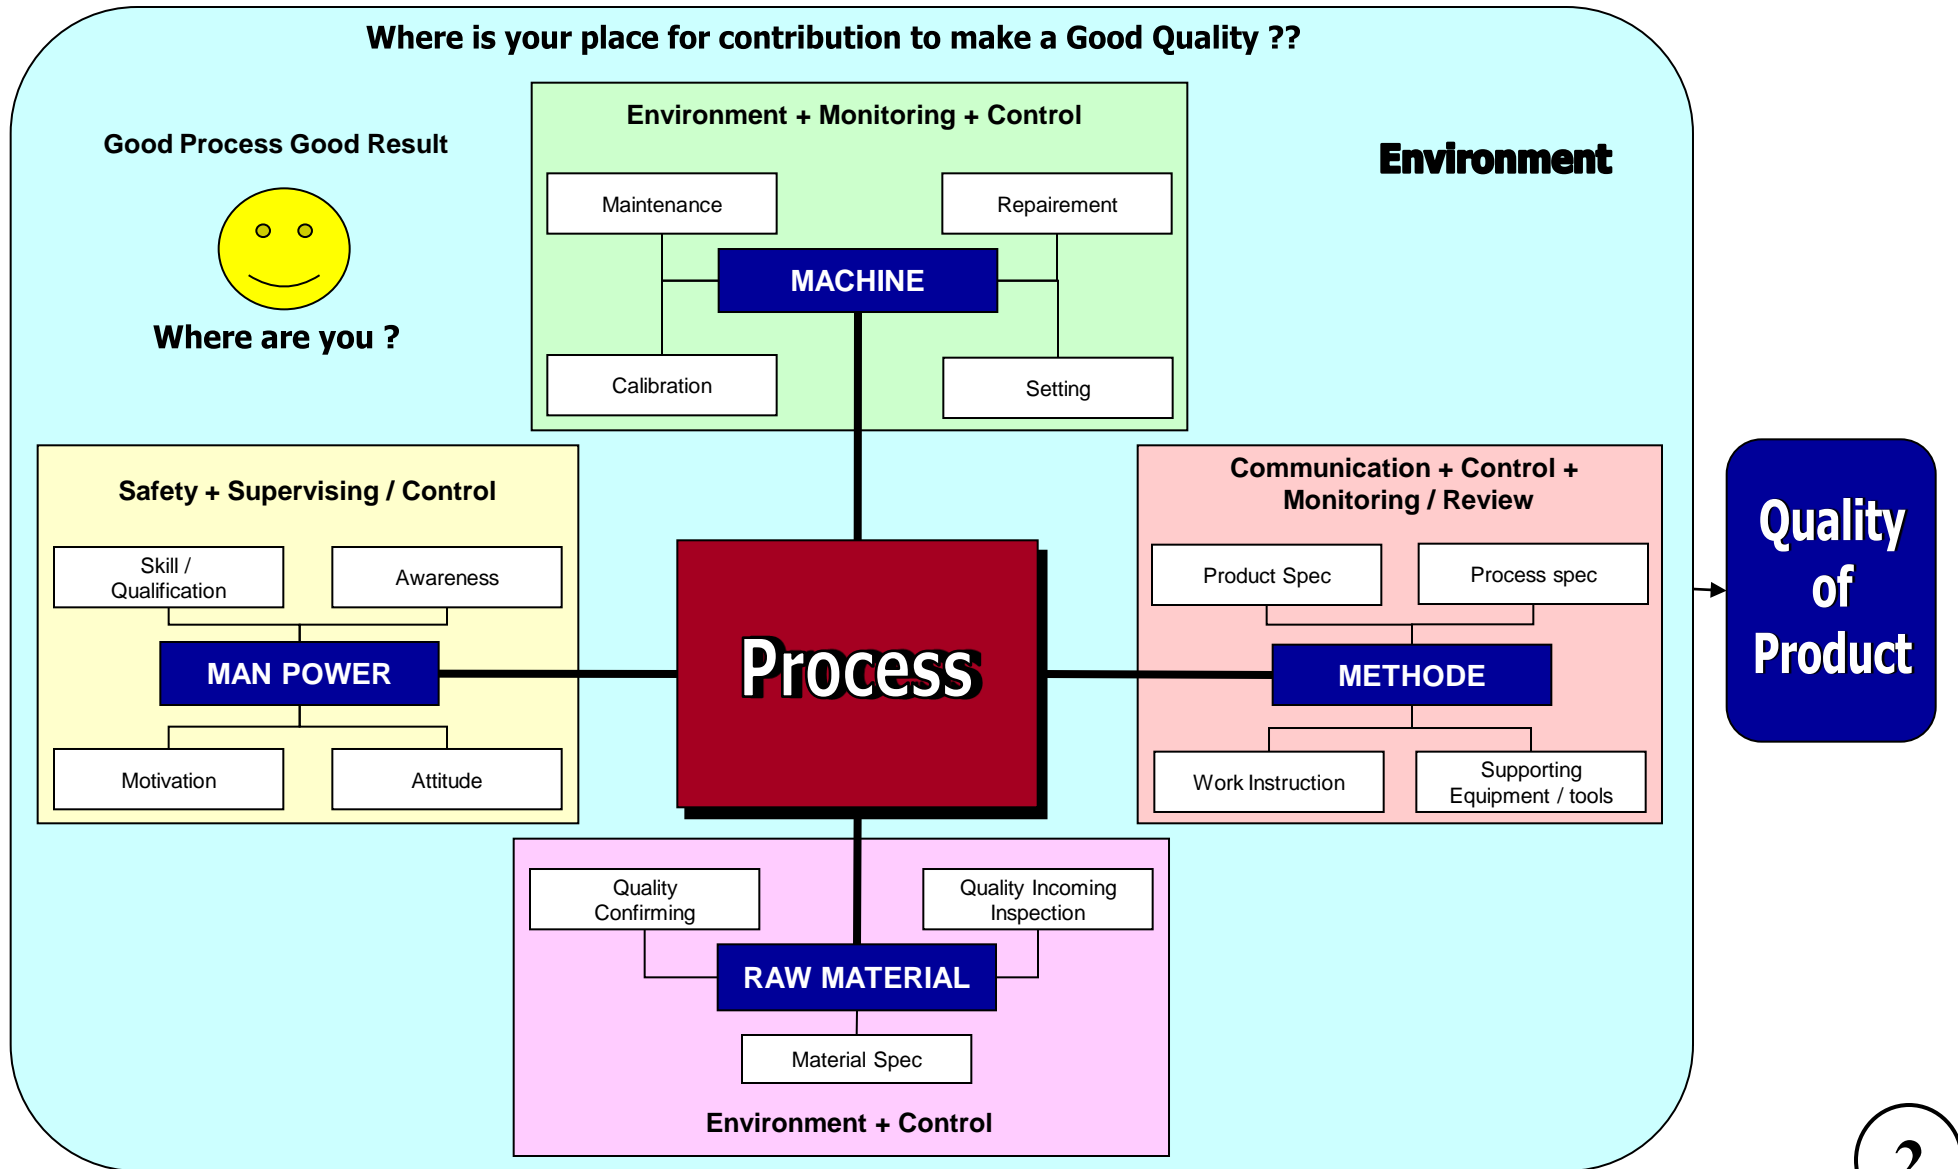 Where is your place for contribution to make a Good Quality ??
Good Process Good Result
Where are you ?
Environment
Environment + Monitoring + Control
Maintenance
Repairement
MACHINE
Calibration
Setting
Safety + Supervising / Control
Skill /
Qualification
Awareness
MAN POWER
Motivation
Attitude
Process
Communication + Control +
Monitoring / Review
Product Spec
Process spec
METHODE
Work Instruction
Supporting
Equipment / tools
Quality
Confirming
Quality Incoming
Inspection
RAW MATERIAL
Material Spec
Environment + Control
Quality
of
Product
2